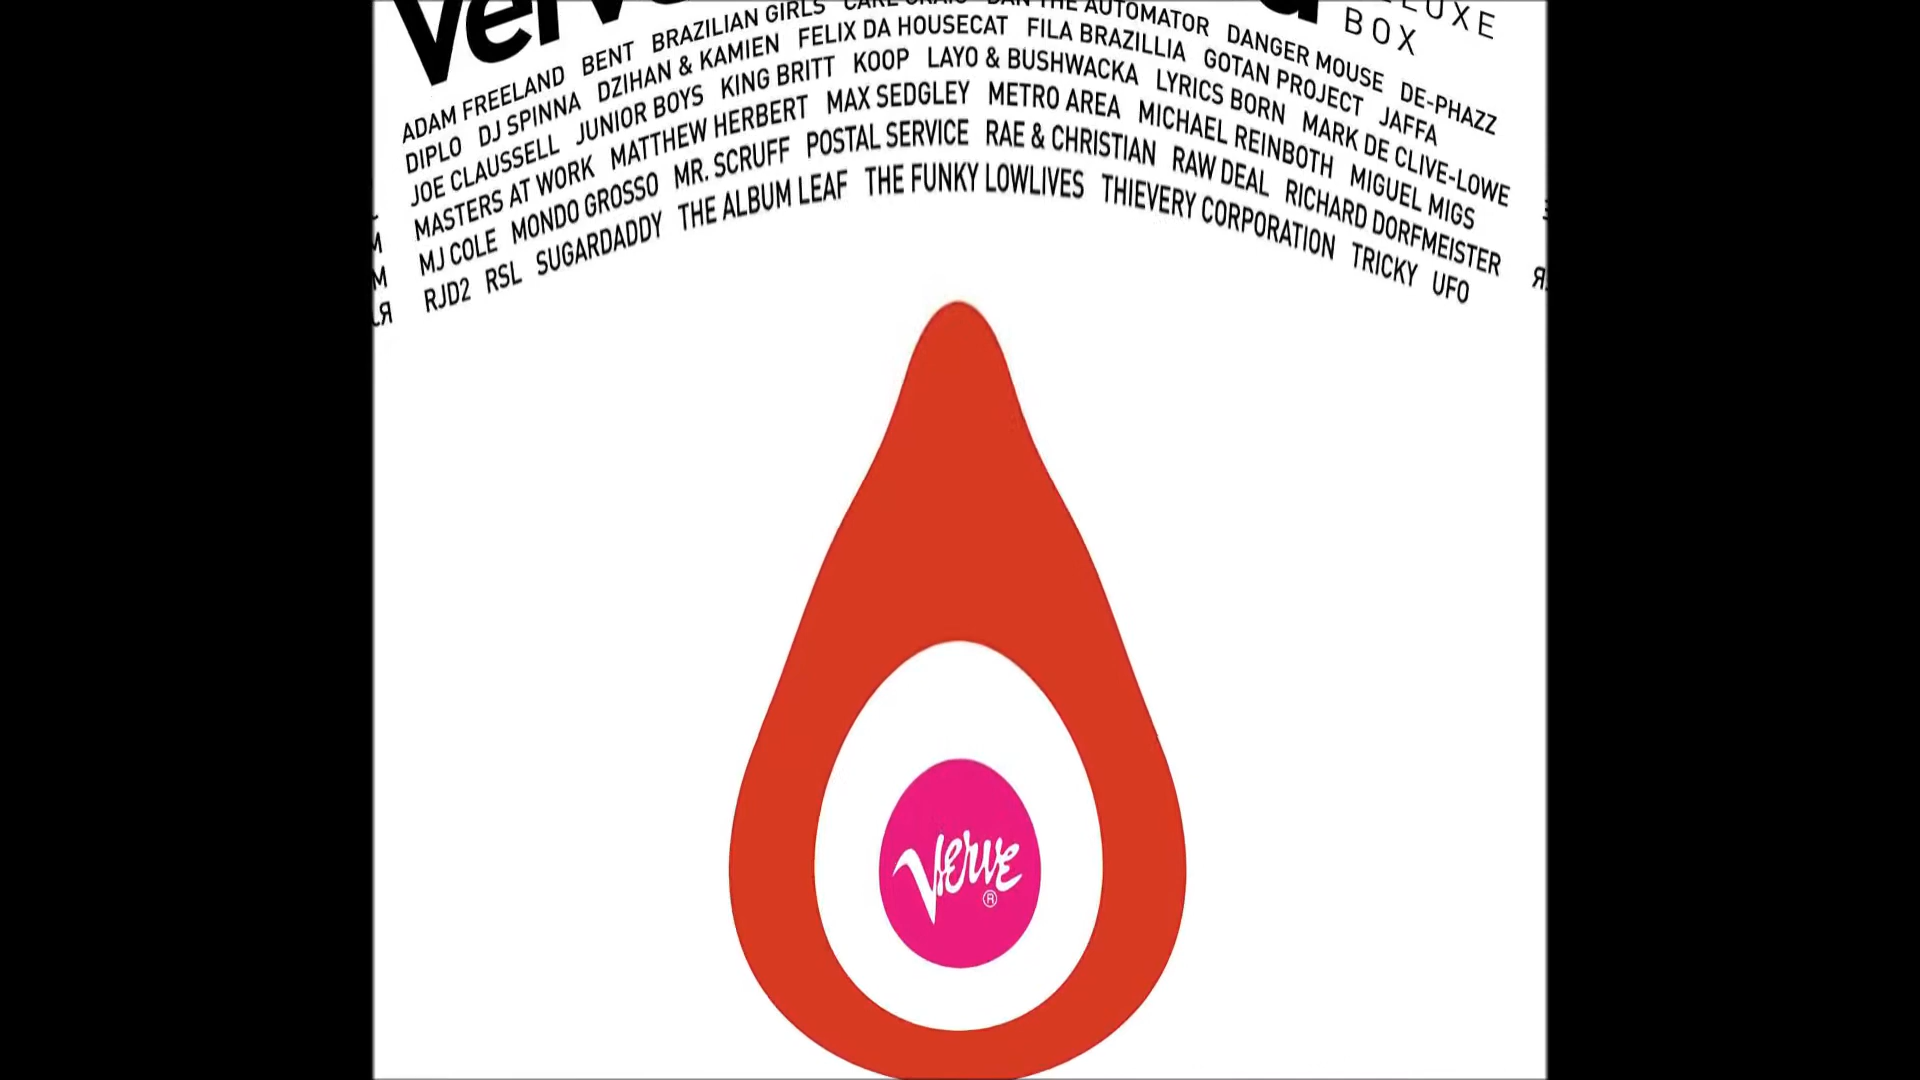 BOX
ADAM FREELAND BENT BRAZILIAN GIRLS CARL CRAIG DAN THE AUTOMATOR DANGER MOUSE DE-PHAZZ
DIPLO DJ SPINNA DZIHAN & KAMIEN FELIX DA HOUSECAT FILA BRAZILLIA GOTAN PROJECT JAFFA
JOE CLAUSSELL JUNIOR BOYS KING BRITT KOOP LAYO & BUSHWACKA LYRICS BORN MARK DE CLIVE-LOWE
MASTERS AT WORK MATTHEW HERBERT MAX SEDGLEY METRO AREA MICHAEL REINBOTH MIGUEL MIGS
MJ COLE MONDO GROSSO MR. SCRUFF POSTAL SERVICE RAE & CHRISTIAN RAW DEAL RICHARD DORFMEISTER
RJD2 RSL SUGARDADDY THE ALBUM LEAF THE FUNKY LOWLIVES THIEVERY CORPORATION TRICKY UFO
Verve
®